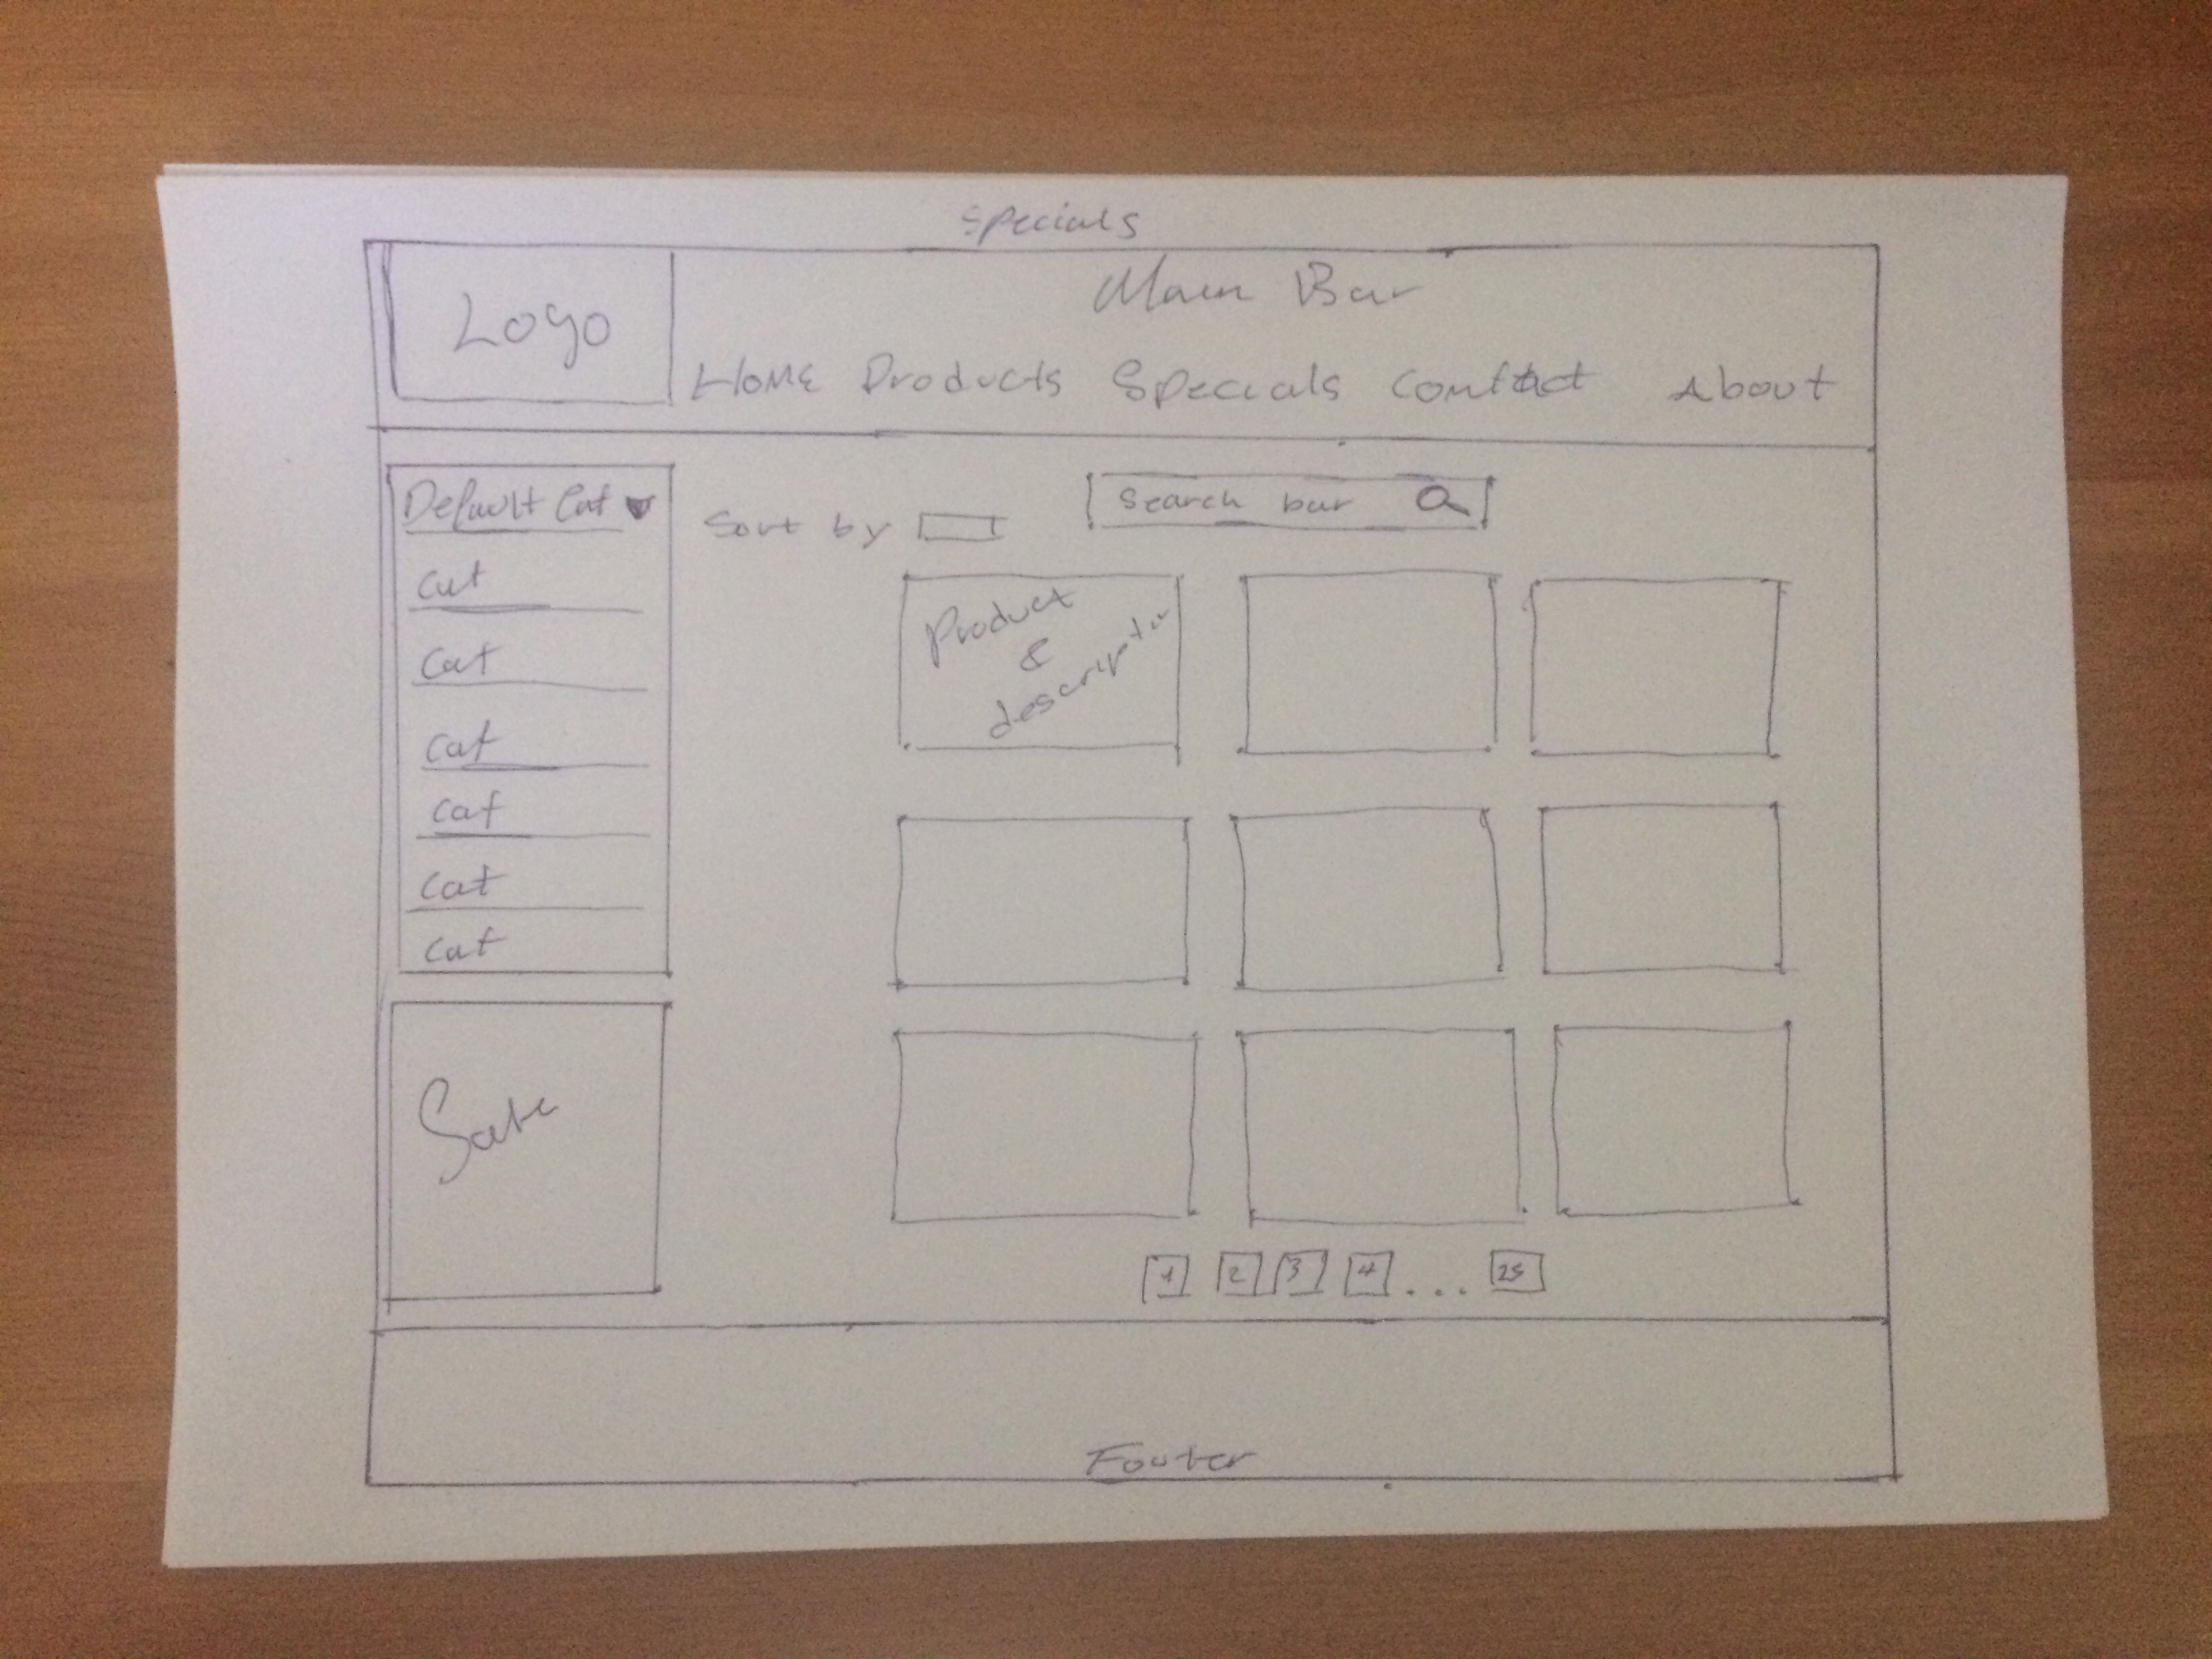 Specials
Logo
Main Bar
Home Products Specials Contact About
Default Cat
Cat
Cat
Cat
Cat
Cat
Cat
Sort by
Search bar
Product
&
description
Sale
1 2 3 4 ... 25
Footer